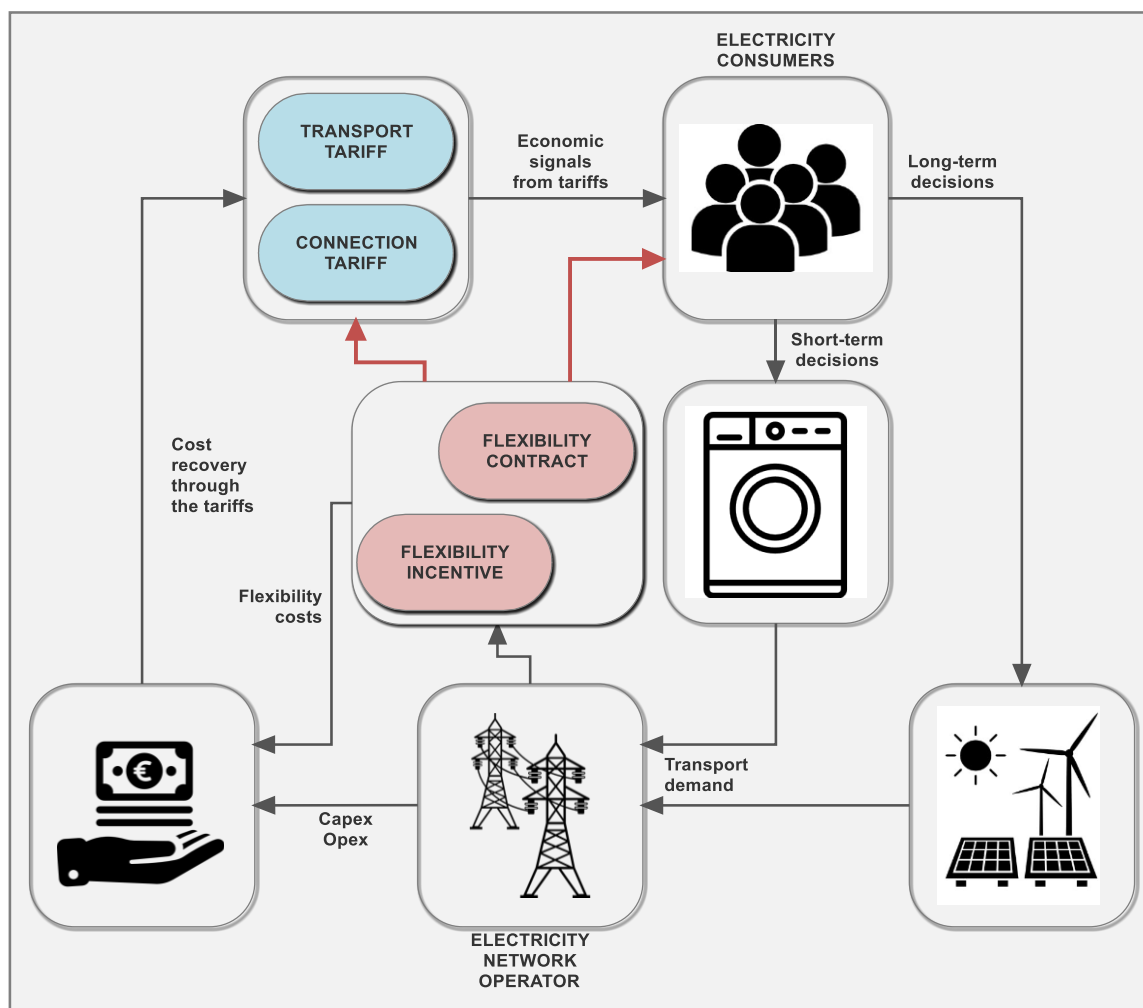 ELECTRICITY
CONSUMERS
TRANSPORT
TARIFF
CONNECTION
TARIFF
Economic
signals
from tariffs
Long-term
decisions
Short-term
decisions
FLEXIBILITY
CONTRACT
FLEXIBILITY
INCENTIVE
Cost
recovery
through
the tariffs
Flexibility
costs
Transport
demand
Capex
Opex
€
ELECTRICITY
NETWORK
OPERATOR